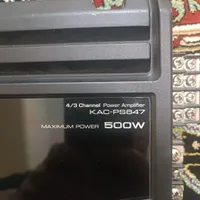 4/3 Channel Power Amplifier
KAC-PS647
MAXIMUM POWER 500W